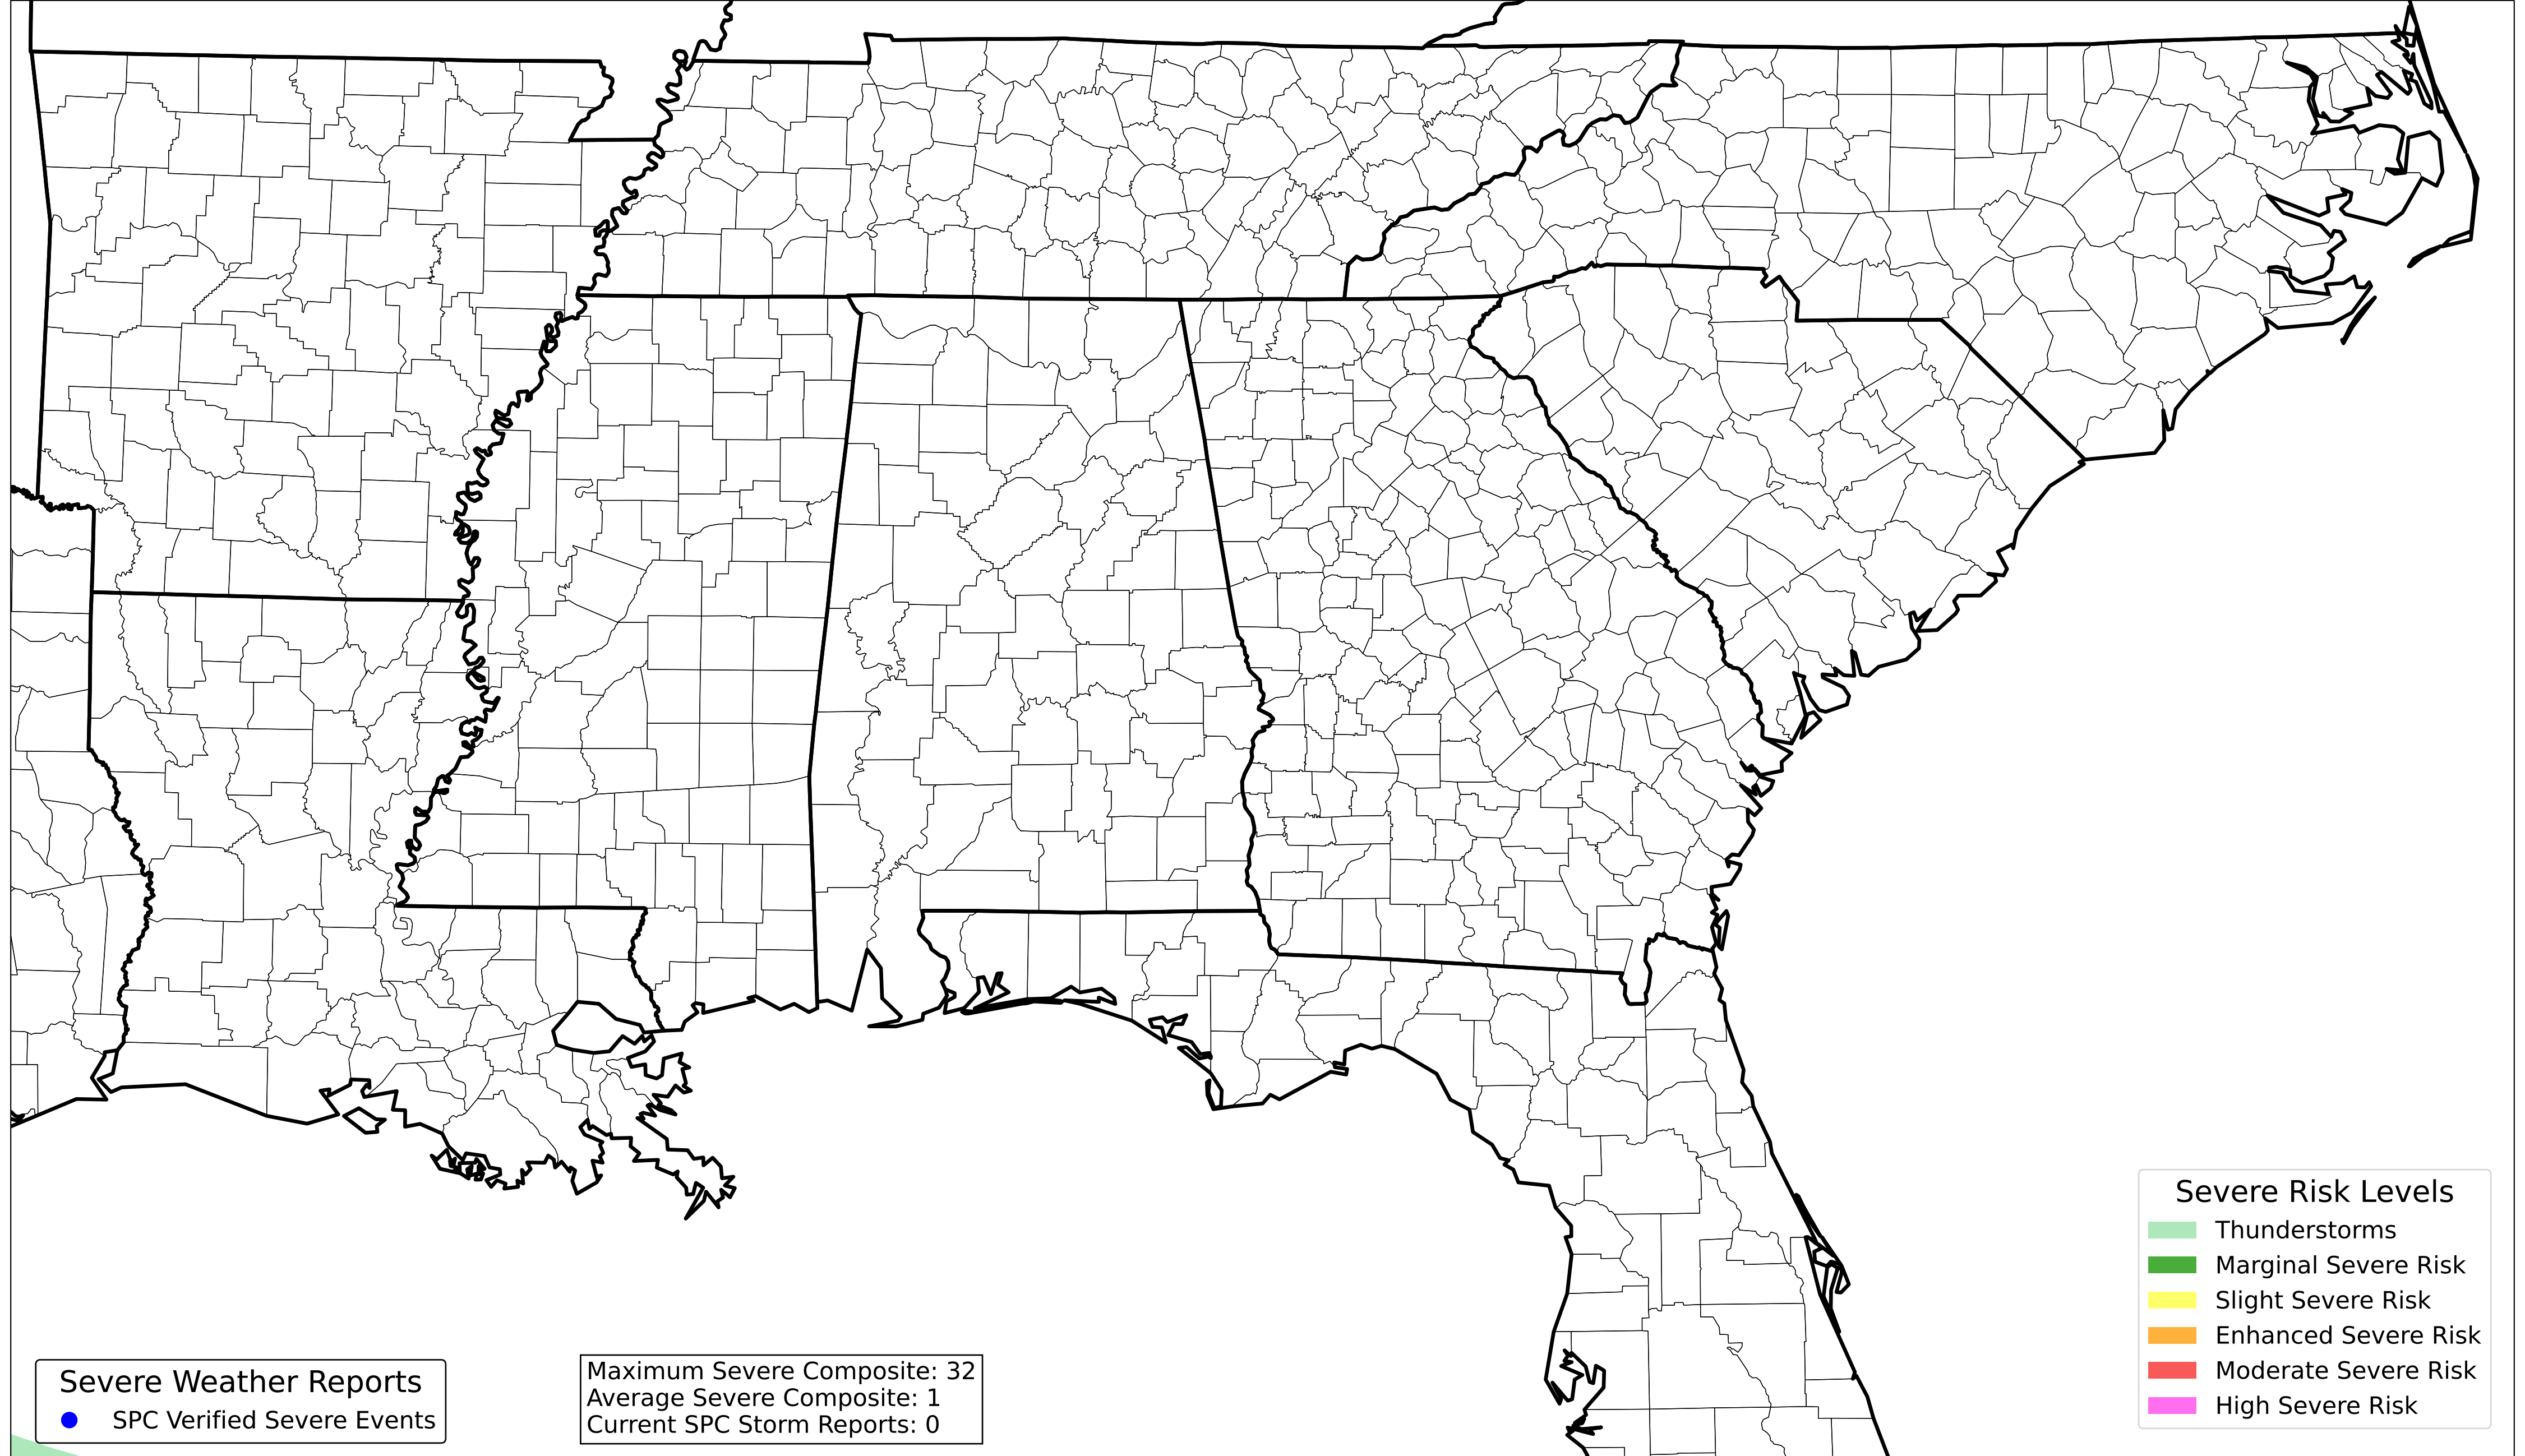 Severe Weather Reports
SPC Verified Severe Events
Maximum Severe Composite: 32
Average Severe Composite: 1
Current SPC Storm Reports: 0
Severe Risk Levels
Thunderstorms
Marginal Severe Risk
Slight Severe Risk
Enhanced Severe Risk
Moderate Severe Risk
High Severe Risk